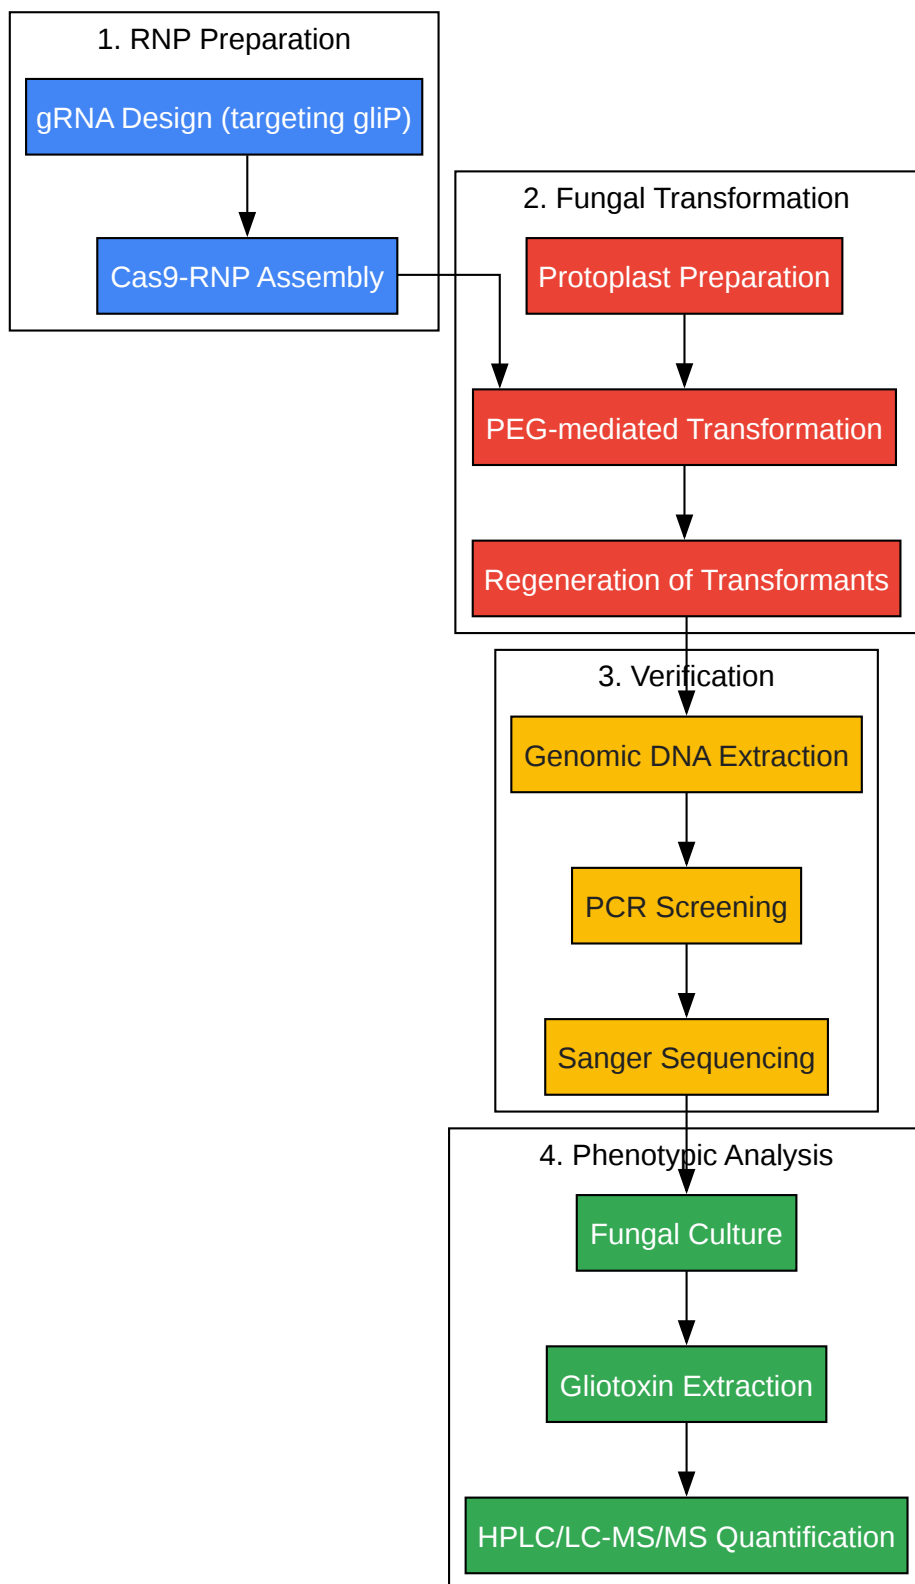 1. RNP Preparation
gRNA Design (targeting gliP)
Cas9-RNP Assembly
2. Fungal Transformation
Protoplast Preparation
PEG-mediated Transformation
Regeneration of Transformants
3. Verification
Genomic DNA Extraction
PCR Screening
Sanger Sequencing
4. Phenotypic Analysis
Fungal Culture
Gliotoxin Extraction
HPLC/LC-MS/MS Quantification